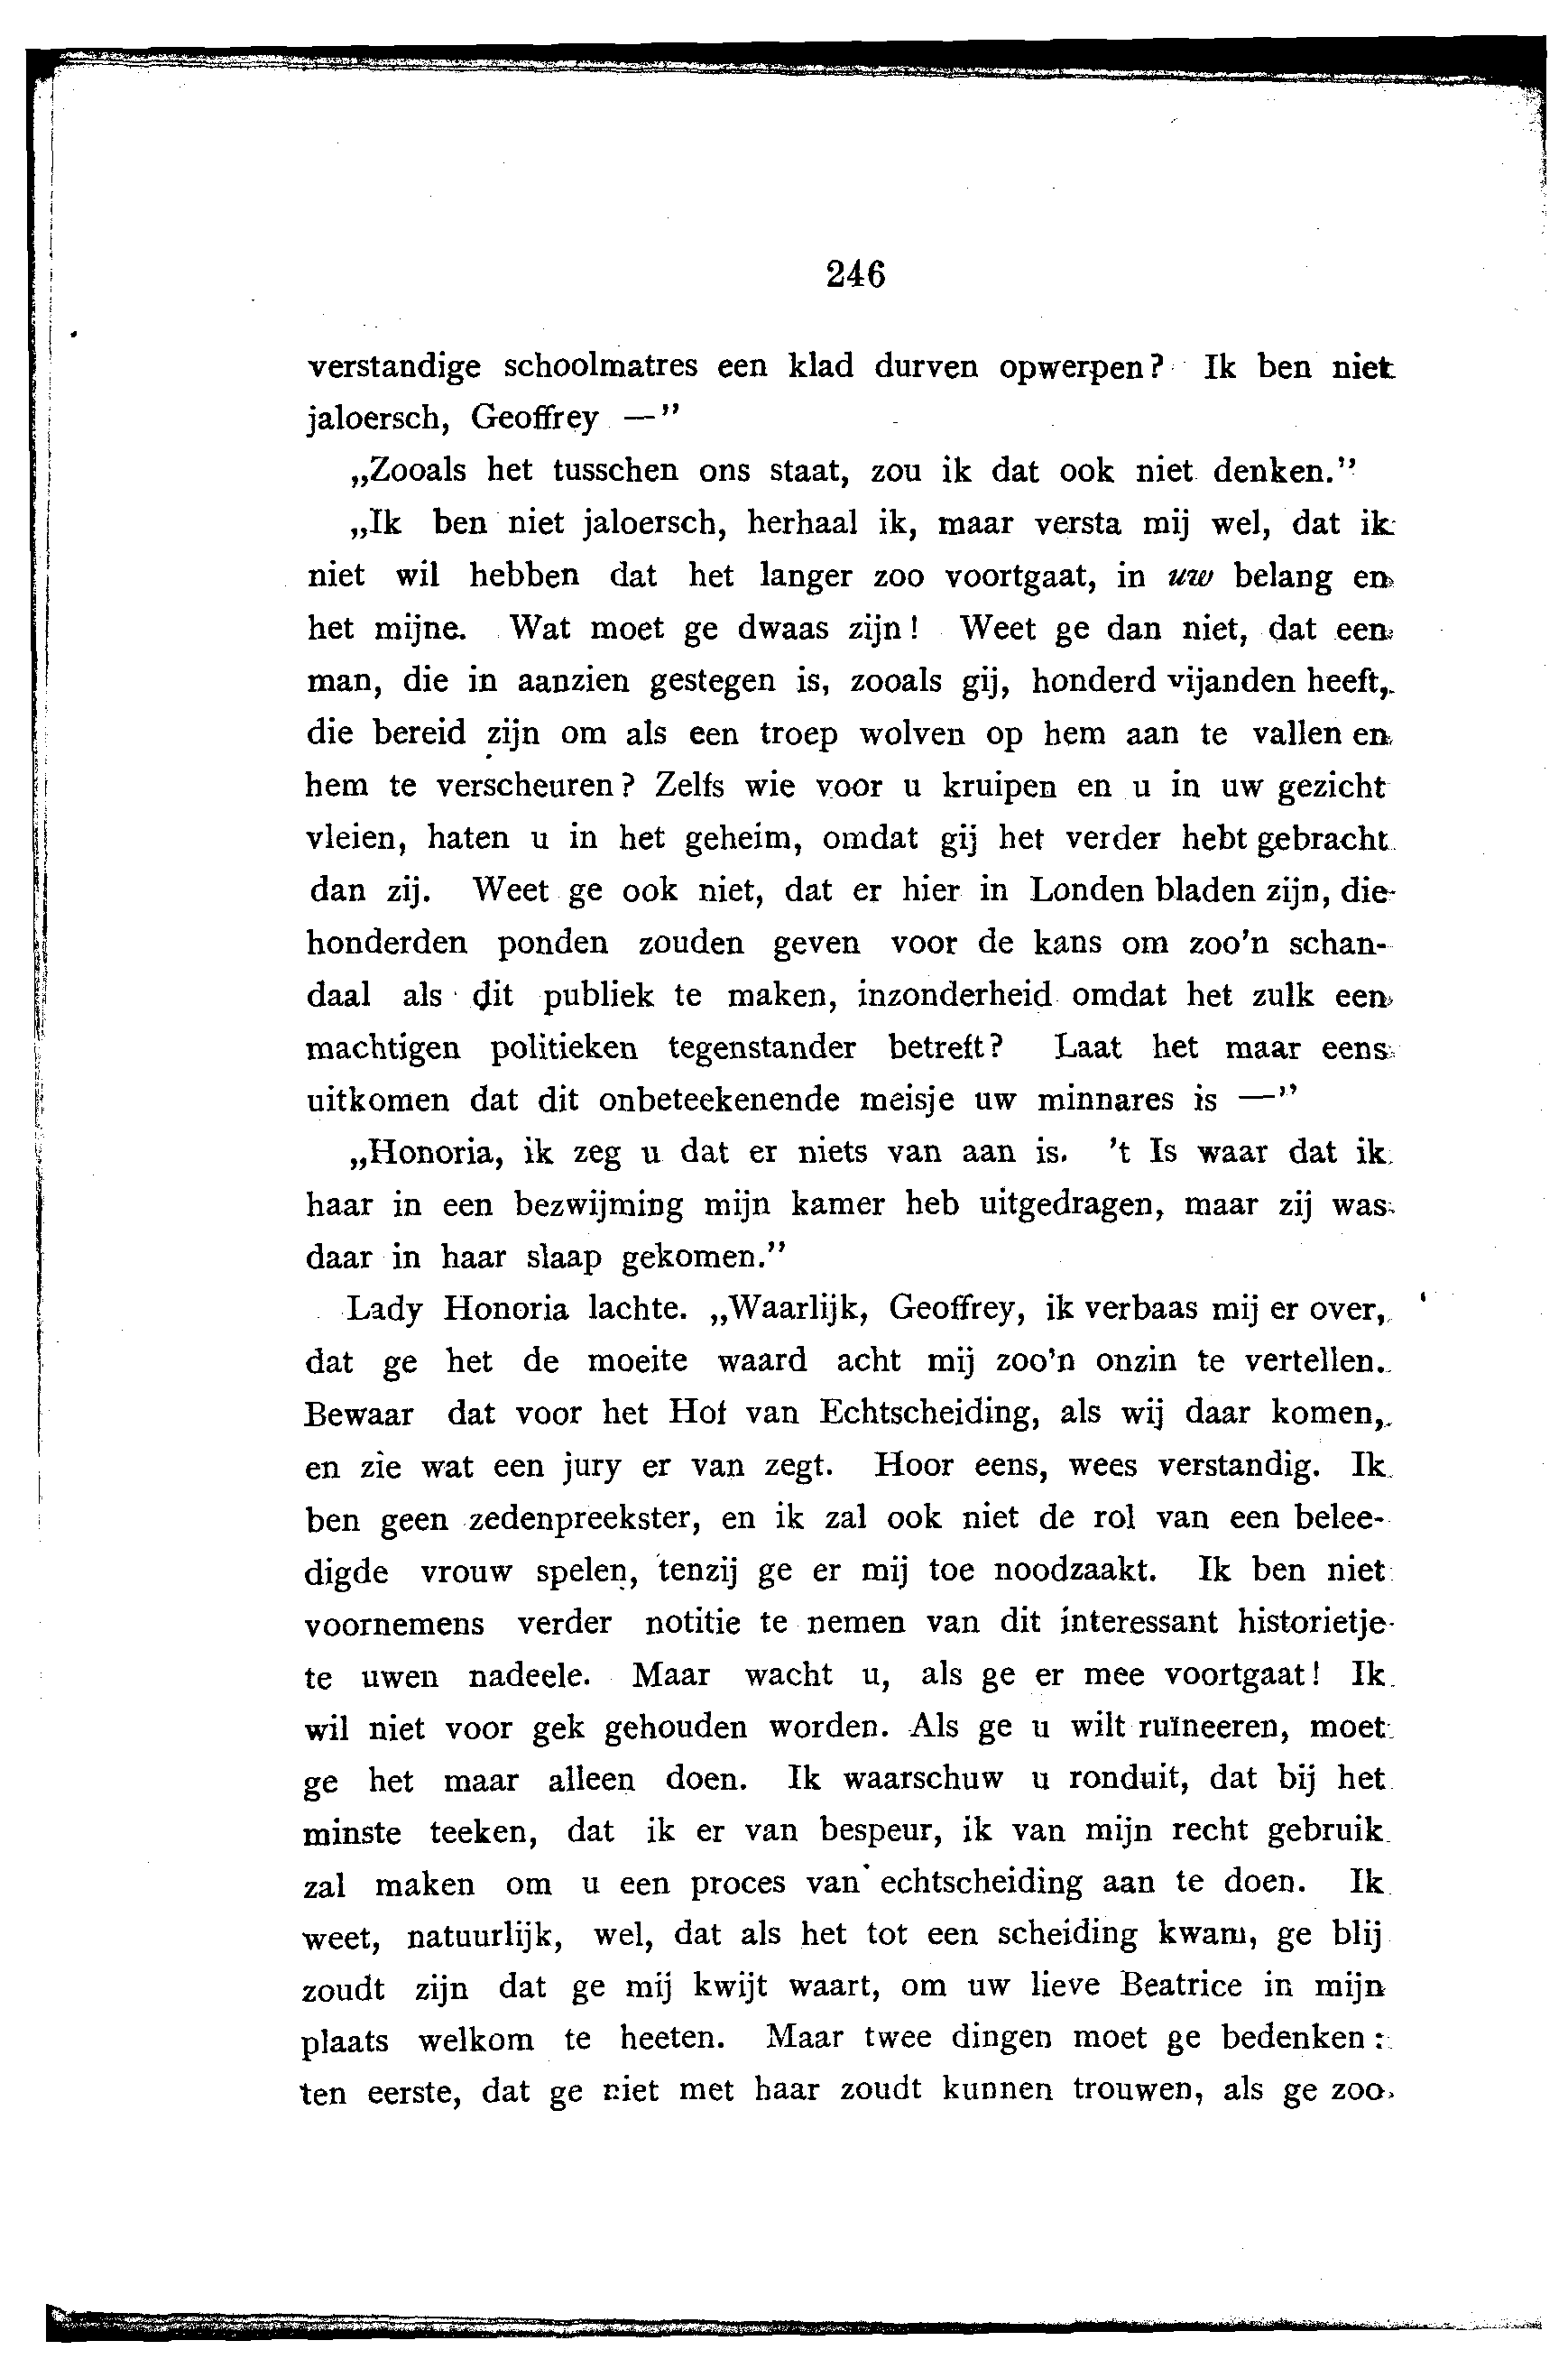 246
verstandige schoolmatres een klad durven opwerpen? Ik ben niet
jaloersch, Geoffrey —”
„Zooals het tusschen ons staat, zou ik dat ook niet denken.”
„Ik ben niet jaloersch, herhaal ik, maar versta mij wel, dat ik
niet wil hebben dat het langer zoo voortgaat, in uw belang en
het mijne. Wat moet ge dwaas zijn! Weet ge dan niet, dat een
man, die in aanzien gestegen is, zooals gij, honderd vijanden heeft,
die bereid zijn om als een troep wolven op hem aan te vallen en
hem te verscheuren? Zelfs wie voor u kruipen en u in uw gezicht
vleien, haten u in het geheim, omdat gij het verder hebt gebracht
dan zij. Weet ge ook niet, dat er hier in Londen bladen zijn, die
honderden ponden zouden geven voor de kans om zoo'n schan-
daal als dit publiek te maken, inzonderheid omdat het zulk een
machtigen politieken tegenstander betreft? Laat het maar eens
uitkomen dat dit onbeteekenende meisje uw minnares is —”
„Honoria, ik zeg u dat er niets van aan is. 't Is waar dat ik
haar in een bezwijming mijn kamer heb uitgedragen, maar zij was
daar in haar slaap gekomen.”
Lady Honoria lachte. „Waarlijk, Geoffrey, ik verbaas mij er over,
dat ge het de moeite waard acht mij zoo'n onzin te vertellen.
Bewaar dat voor het Hof van Echtscheiding, als wij daar komen,
en zie wat een jury er van zegt. Hoor eens, wees verstandig. Ik
ben geen zedenpreekster, en ik zal ook niet de rol van een belee-
digde vrouw spelen, tenzij ge er mij toe noodzaakt. Ik ben niet
voornemens verder notitie te nemen van dit interessant historietje
te uwen nadeele. Maar wacht u, als ge er mee voortgaat! Ik
wil niet voor gek gehouden worden. Als ge u wilt ruïneeren, moet
ge het maar alleen doen. Ik waarschuw u ronduit, dat bij het
minste teeken, dat ik er van bespeur, ik van mijn recht gebruik
zal maken om u een proces van echtscheiding aan te doen. Ik
weet, natuurlijk, wel, dat als het tot een scheiding kwam, ge blij
zoudt zijn dat ge mij kwijt waart, om uw lieve Beatrice in mijn
plaats welkom te heeten. Maar twee dingen moet ge bedenken:
ten eerste, dat ge niet met haar zoudt kunnen trouwen, als ge zoo